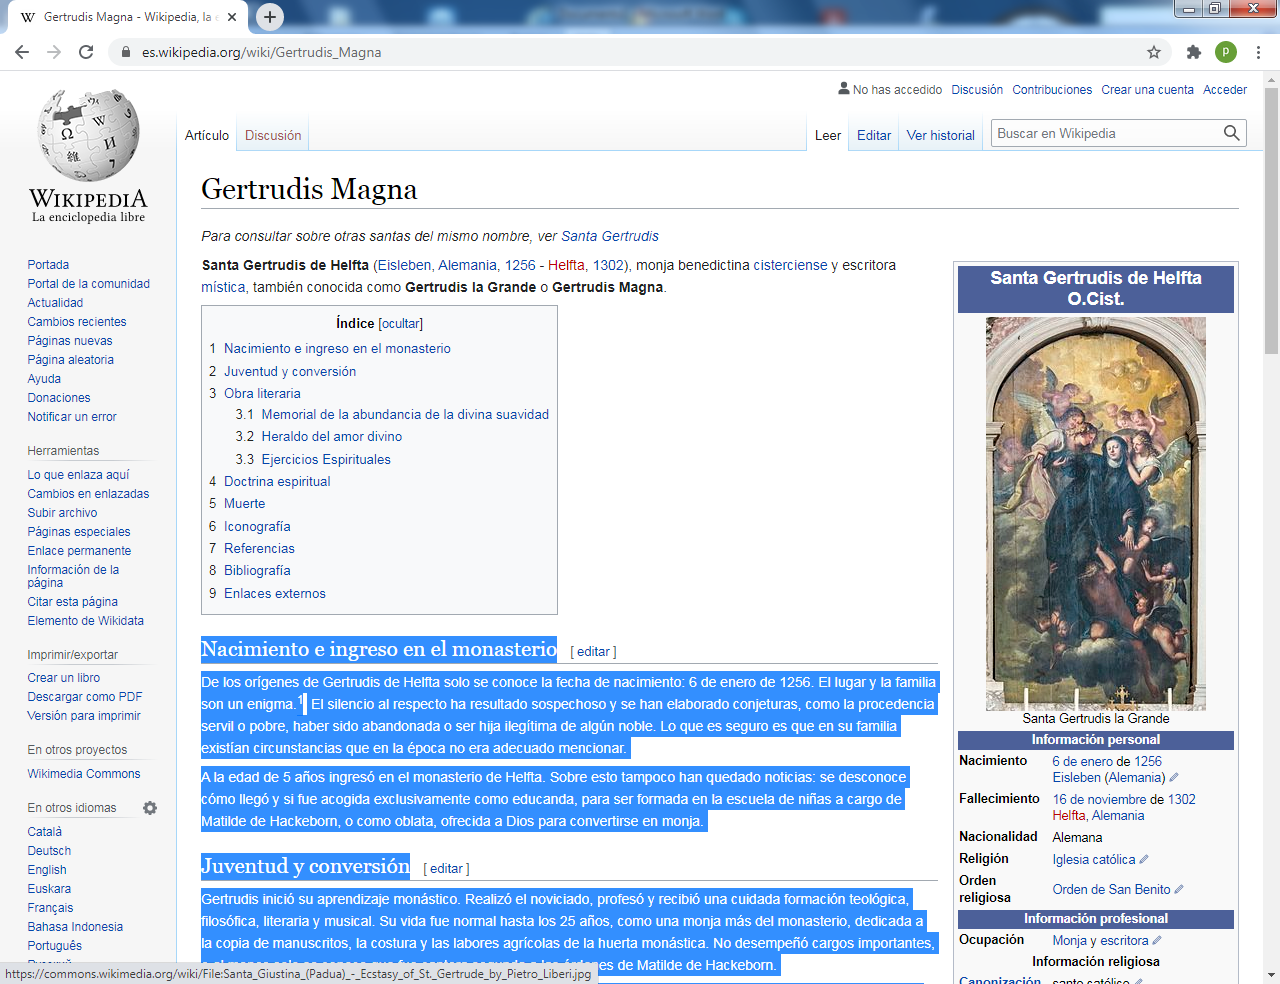 Gertrudis Magna - Wikipedia, la e
es.wikipedia.org/wiki/Gertrudis_Magna
P
No has accedido Discusión Contribuciones Crear una cuenta Acceder
Artículo Discusión Leer Editar Ver historial Buscar en Wikipedia
WIKIPEDIA
La enciclopedia libre
Portada
Portal de la comunidad
Actualidad
Cambios recientes
Páginas nuevas
Página aleatoria
Ayuda
Donaciones
Notificar un error
Herramientas
Lo que enlaza aquí
Cambios en enlazadas
Subir archivo
Páginas especiales
Enlace permanente
Información de la
página
Citar esta página
Elemento de Wikidata
Imprimir/exportar
Crear un libro
Descargar como PDF
Versión para imprimir
En otros proyectos
Wikimedia Commons
En otros idiomas
Català
Deutsch
English
Euskara
Français
Bahasa Indonesia
Português
Русский
Gertrudis Magna
Para consultar sobre otras santas del mismo nombre, ver Santa Gertrudis
Santa Gertrudis de Helfta (Eisleben, Alemania, 1256 - Helfta, 1302), monja benedictina cisterciense y escritora
mística, también conocida como Gertrudis la Grande o Gertrudis Magna.
Índice [ocultar]
1 Nacimiento e ingreso en el monasterio
2 Juventud y conversión
3 Obra literaria
3.1 Memorial de la abundancia de la divina suavidad
3.2 Heraldo del amor divino
3.3 Ejercicios Espirituales
4 Doctrina espiritual
5 Muerte
6 Iconografía
7 Referencias
8 Bibliografía
9 Enlaces externos
Nacimiento e ingreso en el monasterio [ editar ]
De los orígenes de Gertrudis de Helfta solo se conoce la fecha de nacimiento: 6 de enero de 1256. El lugar y la familia
son un enigma.1 El silencio al respecto ha resultado sospechoso y se han elaborado conjeturas, como la procedencia
servil o pobre, haber sido abandonada o ser hija ilegítima de algún noble. Lo que es seguro es que en su familia
existían circunstancias que en la época no era adecuado mencionar.
A la edad de 5 años ingresó en el monasterio de Helfta. Sobre esto tampoco han quedado noticias: se desconoce
cómo llegó y si fue acogida exclusivamente como educanda, para ser formada en la escuela de niñas a cargo de
Matilde de Hackeborn, o como oblata, ofrecida a Dios para convertirse en monja.
Juventud y conversión [ editar ]
Gertrudis inició su aprendizaje monástico. Realizó el noviciado, profesó y recibió una cuidada formación teológica,
filosófica, literaria y musical. Su vida fue normal hasta los 25 años, como una monja más del monasterio, dedicada a
la copia de manuscritos, la costura y las labores agrícolas de la huerta monástica. No desempeñó cargos importantes,
o al menos solo se conoce que fue cantora segunda a las órdenes de Matilde de Hackeborn.
Santa Gertrudis de Helfta
O.Cist.
Santa Gertrudis la Grande
Información personal
Nacimiento 6 de enero de 1256
Eisleben (Alemania)
Fallecimiento 16 de noviembre de 1302
Helfta, Alemania
Nacionalidad Alemana
Religión Iglesia católica
Orden
religiosa Orden de San Benito
Información profesional
Ocupación Monja y escritora
Información religiosa
Canonización santo católico
https://commons.wikimedia.org/wiki/File:Santa_Giustina_(Padua)_-_Ecstasy_of_St._Gertrude_by_Pietro_Liberi.jpg